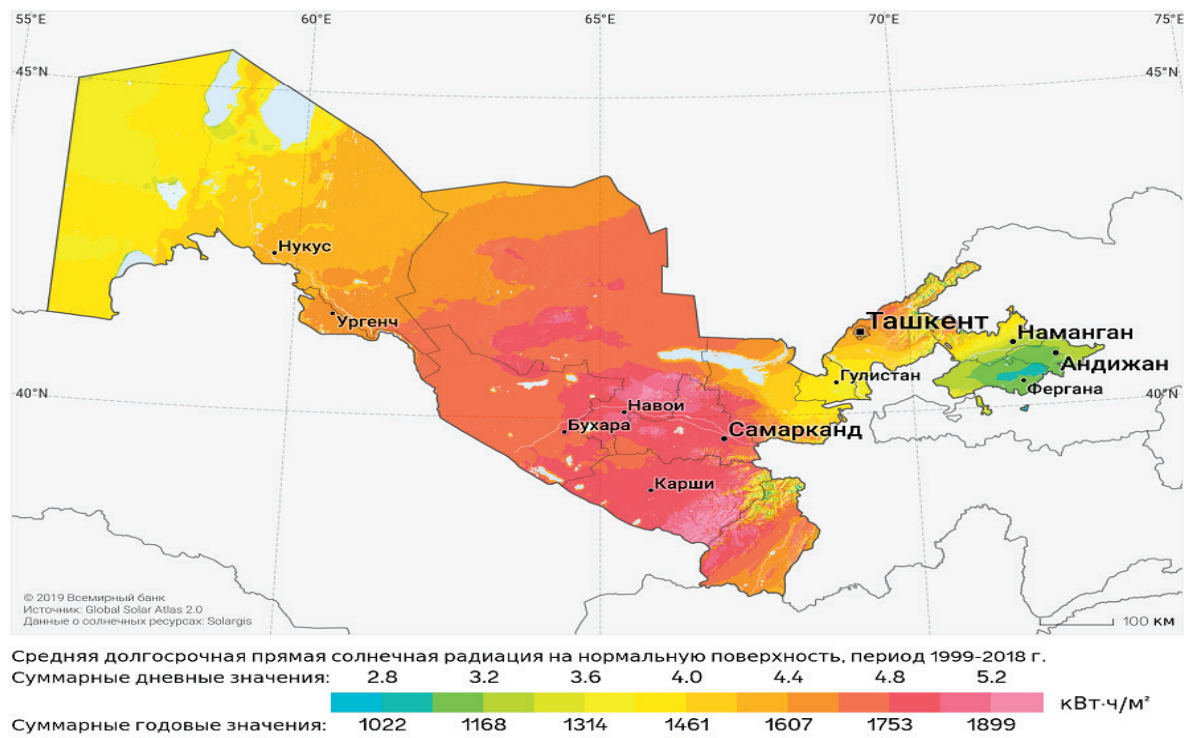 55°E 60°E 65°E 70°E 75°E
45°N 45°N
Нукус
Ургенч
Ташкент
Наманган
Андижан
Гулистан
Фергана
40°N 40°N
Навои
Бухара
Самарканд
Карши
© 2019 Всемирный банк
Источник: Global Solar Atlas 2.0
Данные о солнечных ресурсах: Solargis
100 км
Средняя долгосрочная прямая солнечная радиация на нормальную поверхность, период 1999-2018 г.
Суммарные дневные значения: 2.8 3.2 3.6 4.0 4.4 4.8 5.2
кВт·ч/м²
Суммарные годовые значения: 1022 1168 1314 1461 1607 1753 1899